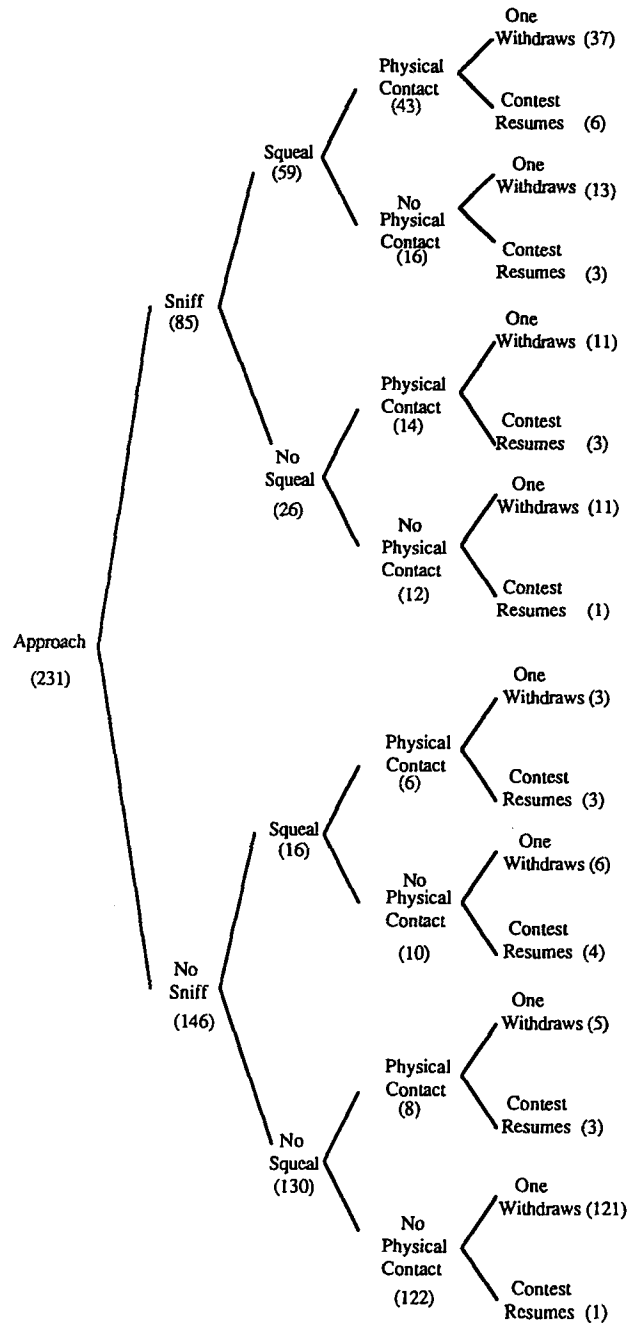 One
Withdraws (37)
Physical
Contact
(43)
Contest
Resumes (6)
Squeal
(59)
One
Withdraws (13)
No
Physical
Contact
(16)
Contest
Resumes (3)
Sniff
(85)
One
Withdraws (11)
Physical
Contact
(14)
Contest
Resumes (3)
No
Squeal
(26)
One
Withdraws (11)
No
Physical
Contact
(12)
Contest
Resumes (1)
Approach
(231)
One
Withdraws (3)
Physical
Contact
(6)
Contest
Resumes (3)
Squeal
(16)
One
Withdraws (6)
No
Physical
Contact
(10)
Contest
Resumes (4)
No
Sniff
(146)
One
Withdraws (5)
Physical
Contact
(8)
Contest
Resumes (3)
No
Squeal
(130)
One
Withdraws (121)
No
Physical
Contact
(122)
Contest
Resumes (1)